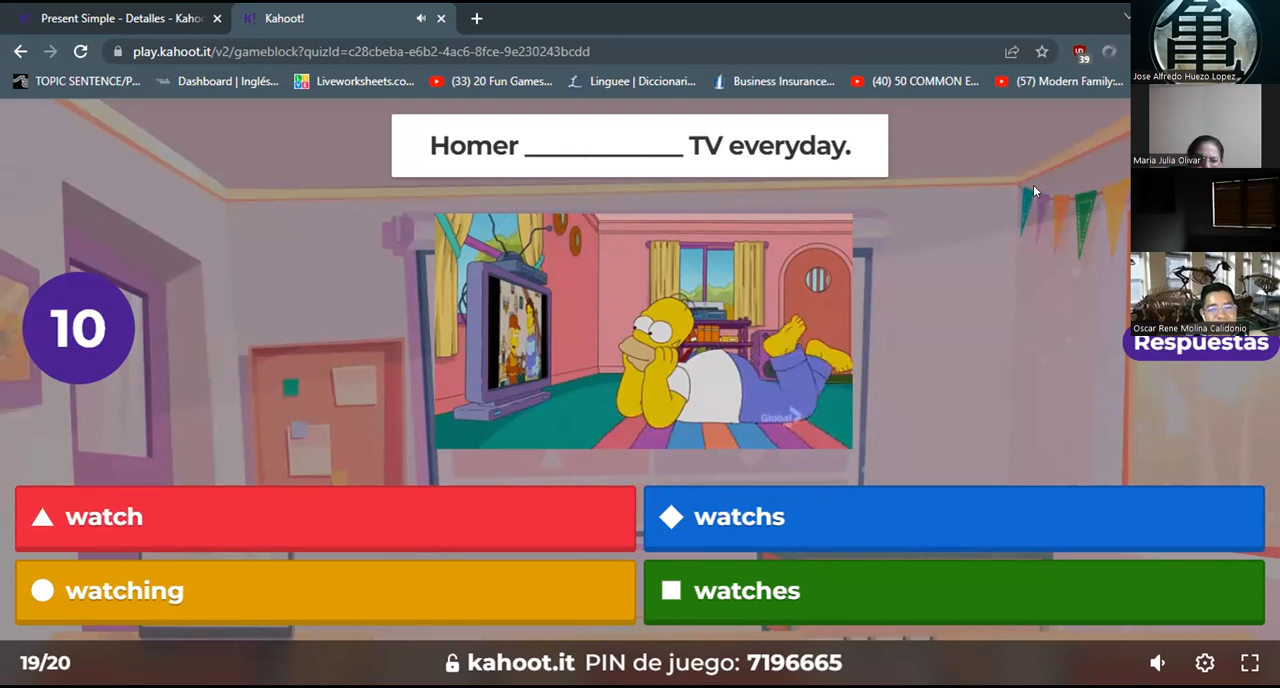 Present Simple - Detalles - Kahoo
Kahoot!
play.kahoot.it/v2/gameblock?quizId=c28cbeba-e6b2-4ac6-8fce-9e230243bcdd
39
TOPIC SENTENCE/P...
Dashboard | Inglés...
Liveworksheets.co...
(33) 20 Fun Games...
Linguee | Diccionari...
Business Insurance...
(40) 50 COMMON E...
(57) Modern Family:...
Jose Alfredo Huezo Lopez
Maria Julia Olivar
Oscar Rene Molina Calidonio
Homer ____________ TV everyday.
10
Respuestas
Global
watch
watchs
watching
watches
19/20
kahoot.it PIN de juego: 7196665